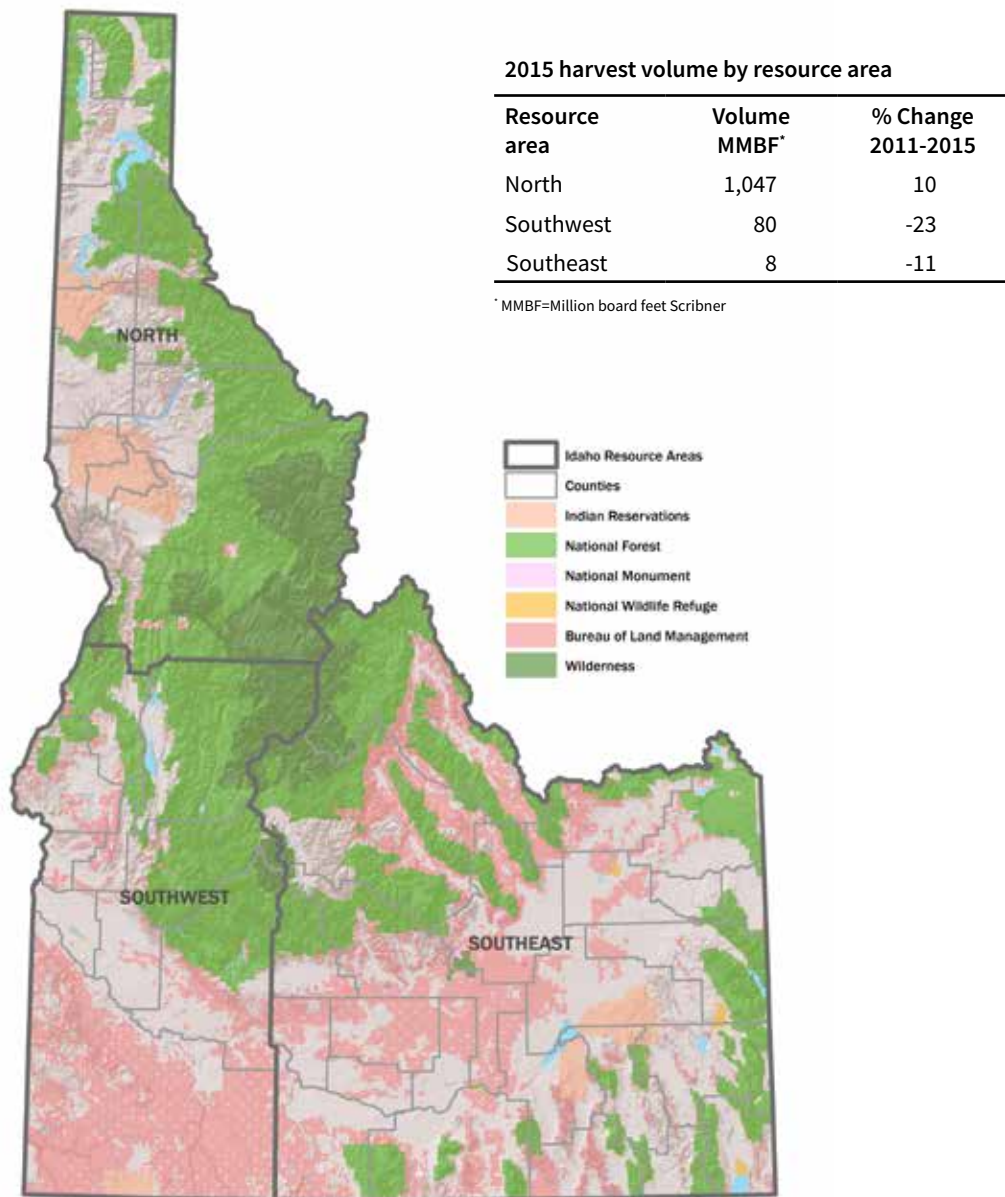 2015 harvest volume by resource area
Resource area Volume MMBF* % Change 2011-2015
North 1,047 10
Southwest 80 -23
Southeast 8 -11
* MMBF=Million board feet Scribner
NORTH
Idaho Resource Areas
Counties
Indian Reservations
National Forest
National Monument
National Wildlife Refuge
Bureau of Land Management
Wilderness
SOUTHWEST
SOUTHEAST